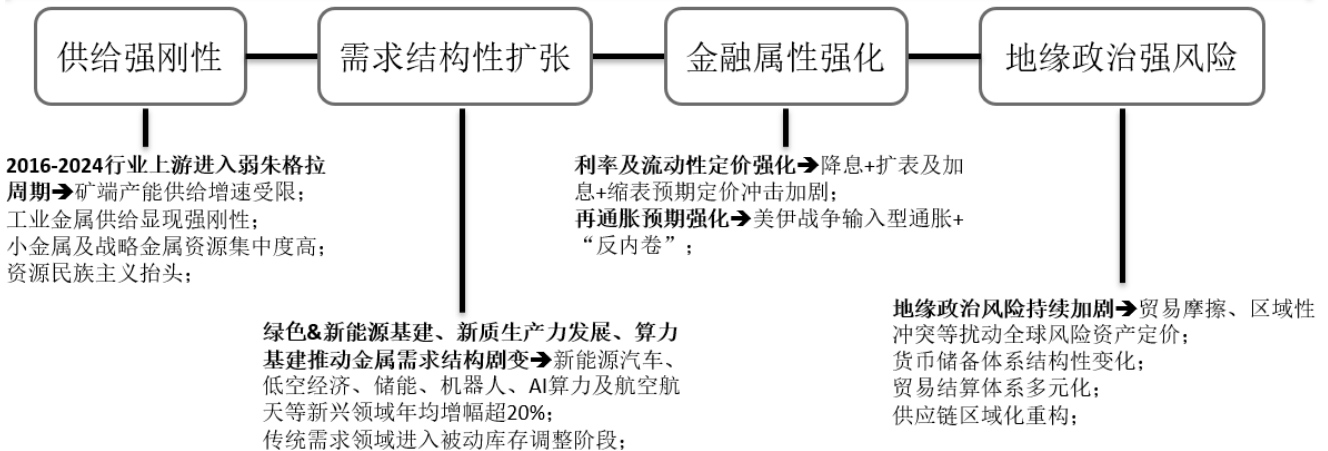 供给强刚性
需求结构性扩张
金融属性强化
地缘政治强风险
2016-2024行业上游进入弱朱格拉
周期➔矿端产能供给增速受限；
工业金属供给显现强刚性；
小金属及战略金属资源集中度高；
资源民族主义抬头；
绿色&新能源基建、新质生产力发展、算力
基建推动金属需求结构剧变➔新能源汽车、
低空经济、储能、机器人、AI算力及航空航
天等新兴领域年均增幅超20%；
传统需求领域进入被动库存调整阶段；
利率及流动性定价强化➔降息+扩表及加
息+缩表预期定价冲击加剧；
再通胀预期强化➔美伊战争输入型通胀+
“反内卷”；
地缘政治风险持续加剧➔贸易摩擦、区域性
冲突等扰动全球风险资产定价；
货币储备体系结构性变化；
贸易结算体系多元化；
供应链区域化重构；